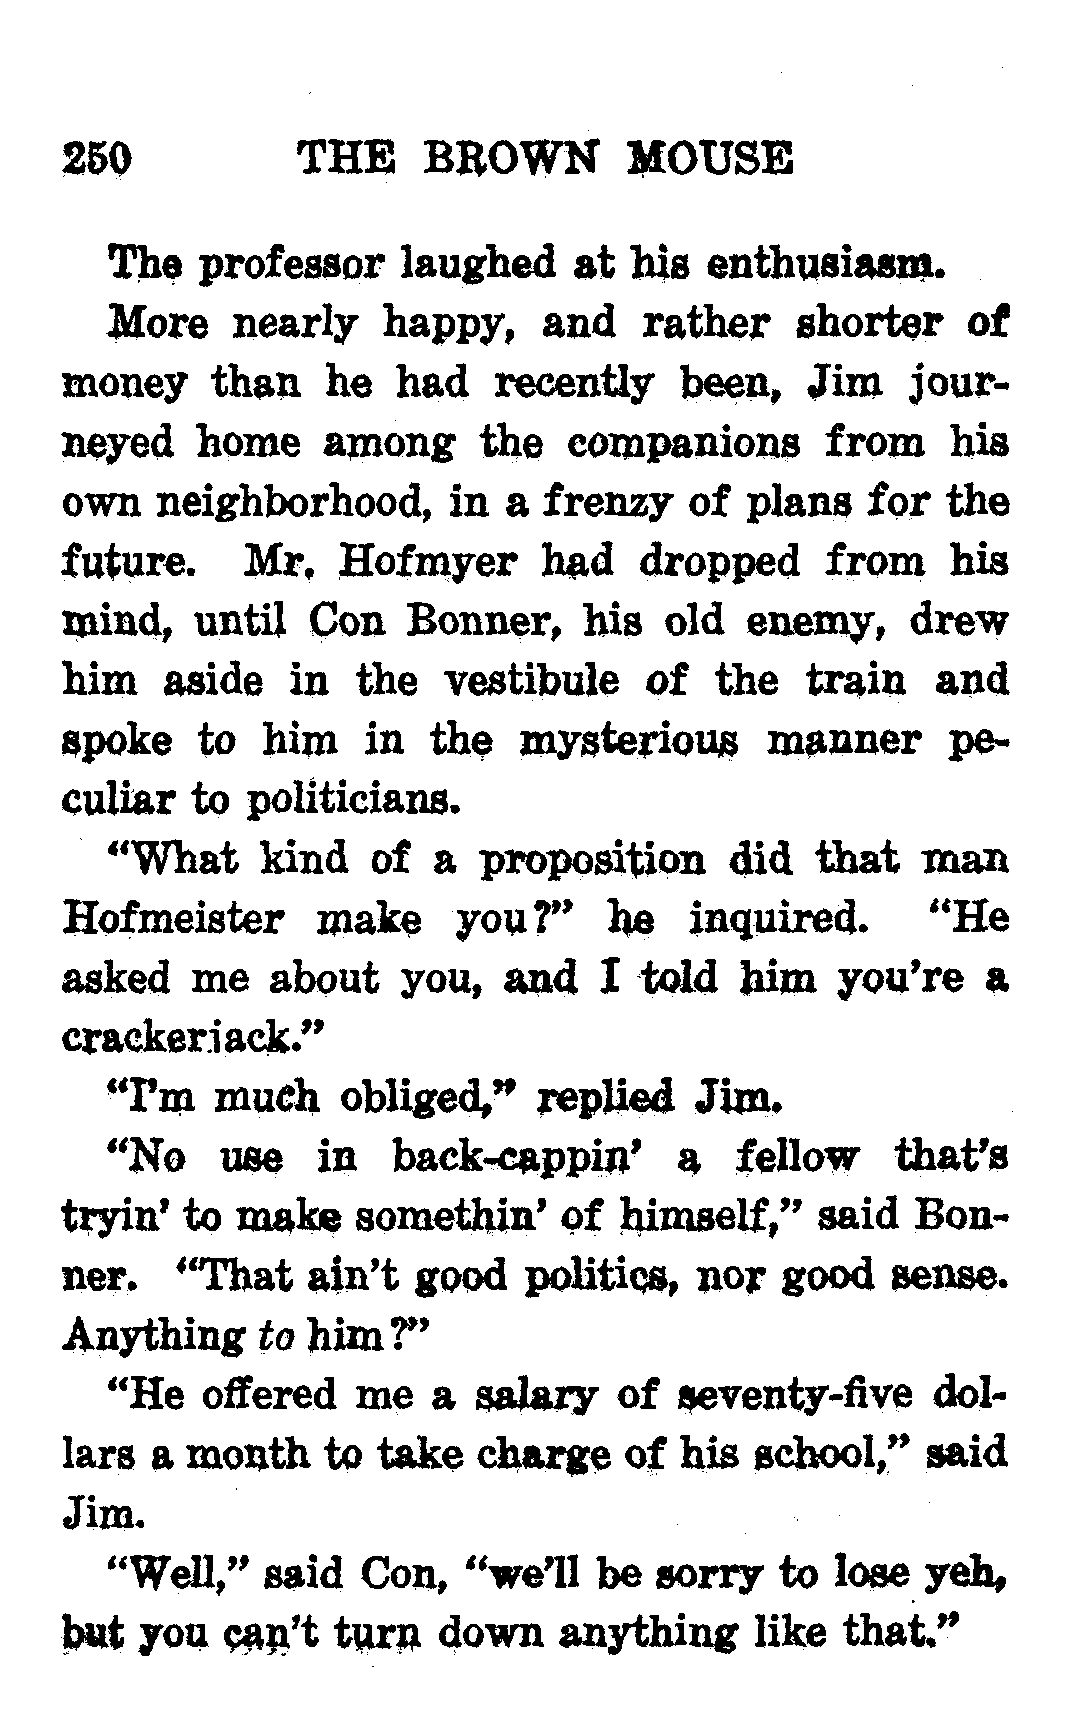 250 THE BROWN MOUSE
The professor laughed at his enthusiasm.
More nearly happy, and rather shorter of
money than he had recently been, Jim jour-
neyed home among the companions from his
own neighborhood, in a frenzy of plans for the
future. Mr. Hofmyer had dropped from his
mind, until Con Bonner, his old enemy, drew
him aside in the vestibule of the train and
spoke to him in the mysterious manner pe-
culiar to politicians.
“What kind of a proposition did that man
Hofmeister make you?” he inquired. “He
asked me about you, and I told him you’re a
crackerjack.”
“I’m much obliged,” replied Jim.
“No use in back-cappin’ a fellow that’s
tryin’ to make somethin’ of himself,” said Bon-
ner. “That ain’t good politics, nor good sense.
Anything to him?”
“He offered me a salary of seventy-five dol-
lars a month to take charge of his school,” said
Jim.
“Well,” said Con, “we’ll be sorry to lose yeh,
but you can’t turn down anything like that.”